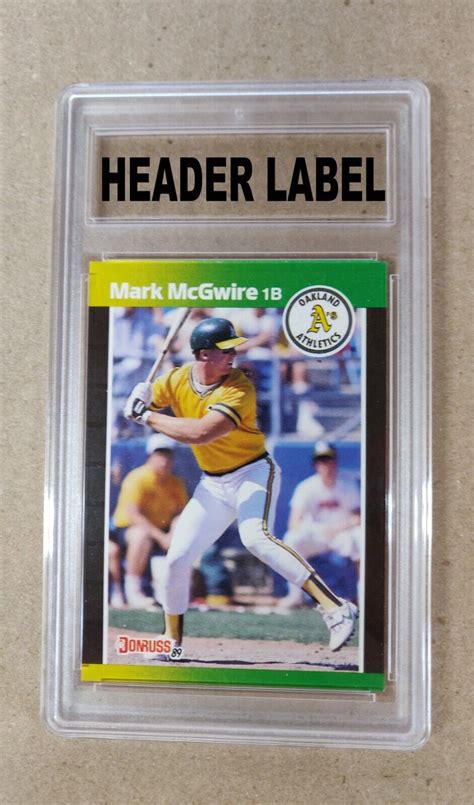 HEADER LABEL
Mark McGwire 1B
OAKLAND
A's
ATHLETICS
DONRUSS 89